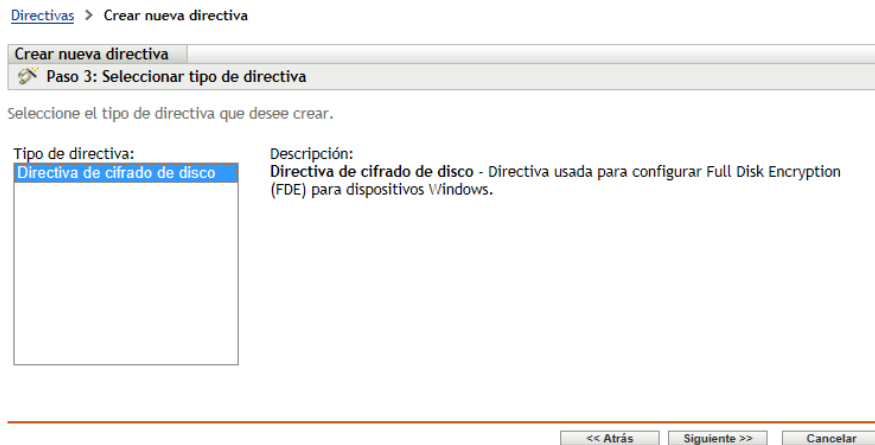 Directivas > Crear nueva directiva
Crear nueva directiva
Paso 3: Seleccionar tipo de directiva
Seleccione el tipo de directiva que desee crear.
Tipo de directiva:
Directiva de cifrado de disco
Descripción:
Directiva de cifrado de disco - Directiva usada para configurar Full Disk Encryption
(FDE) para dispositivos Windows.
<< Atrás
Siguiente >>
Cancelar